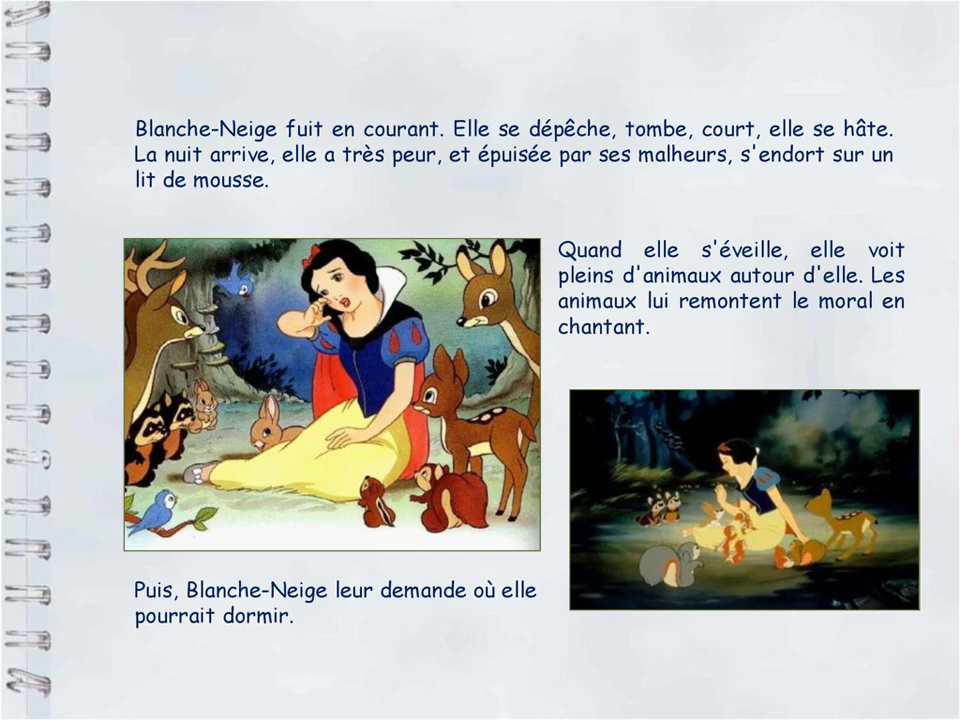 Blanche-Neige fuit en courant. Elle se dépêche, tombe, court, elle se hâte.
La nuit arrive, elle a très peur, et épuisée par ses malheurs, s'endort sur un
lit de mousse.
Quand elle s'éveille, elle voit
pleins d'animaux autour d'elle. Les
animaux lui remontent le moral en
chantant.
Puis, Blanche-Neige leur demande où elle
pourrait dormir.